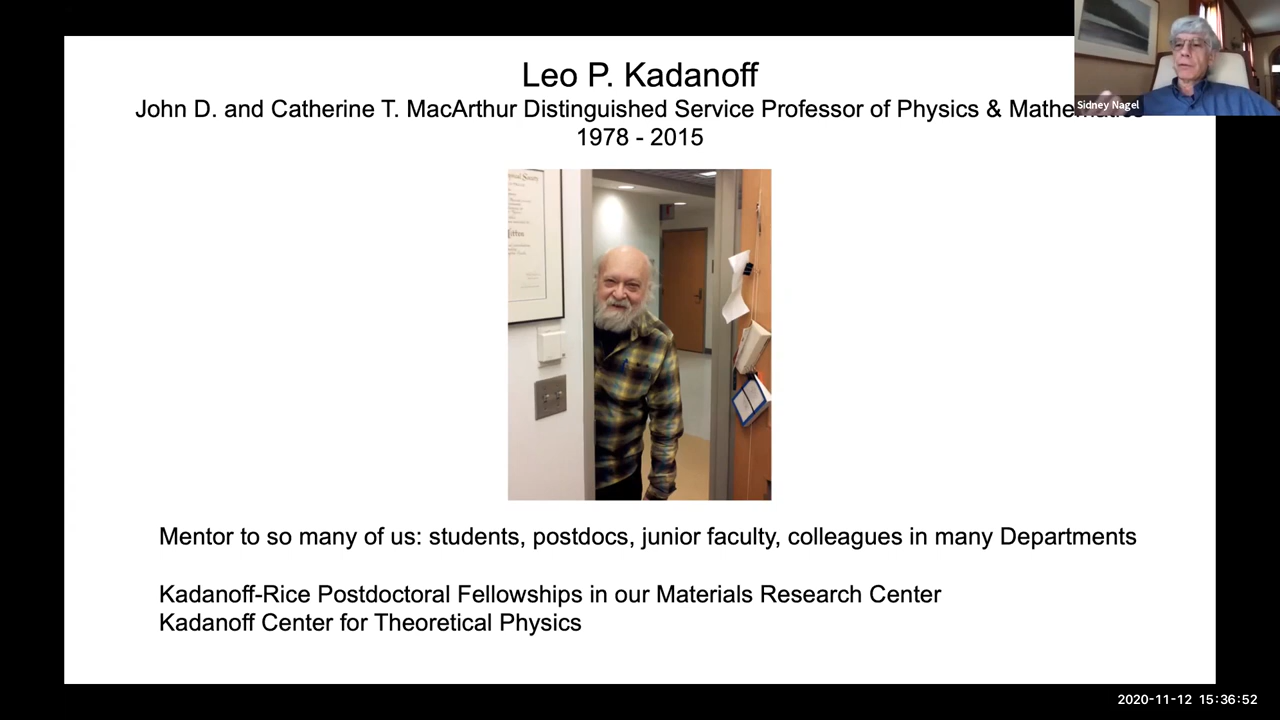 Leo P. Kadanoff
John D. and Catherine T. MacArthur Distinguished Service Professor of Physics & Mathematics
1978 - 2015
Sidney Nagel
Mentor to so many of us: students, postdocs, junior faculty, colleagues in many Departments
Kadanoff-Rice Postdoctoral Fellowships in our Materials Research Center
Kadanoff Center for Theoretical Physics
2020-11-12 15:36:52